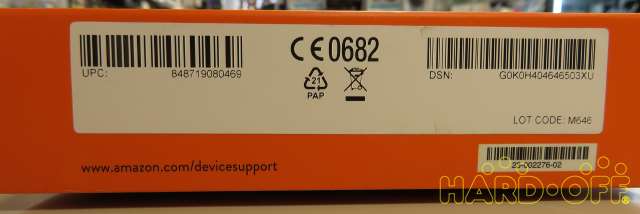 UPC: 848719080469
CE0682
21
PAP
DSN: G0K0H404646503XU
LOT CODE: M646
www.amazon.com/devicesupport
25-002276-02
HARD-OFF